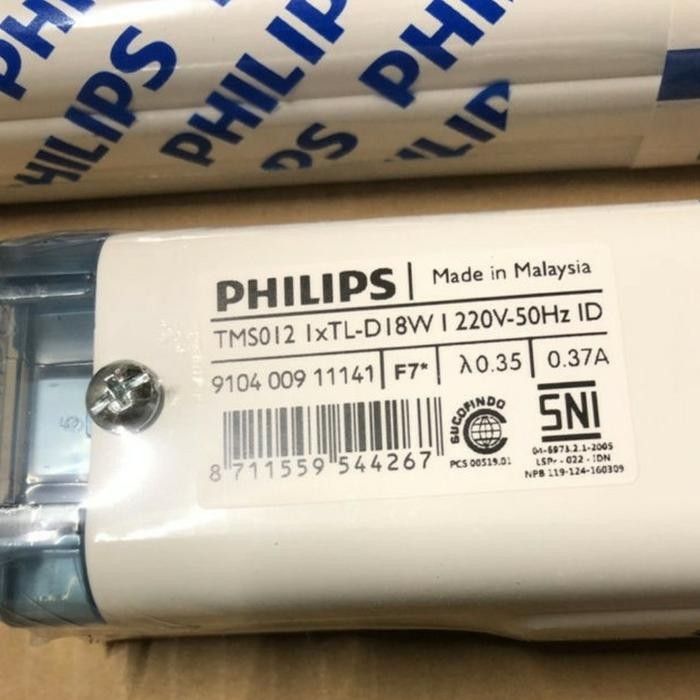 PHILIPS
PHILIPS
PHILIPS
PHILIPS | Made in Malaysia
TMS012 1xTL-D18W I 220V-50Hz ID
9104 009 11141 F7* λ0.35 0.37A
SUCOFINDO
SNI
PCS 00519.01
04-6973.2.1-2005
LSPr - 022 - IDN
NPB 119-124-160309
8 711559 544267